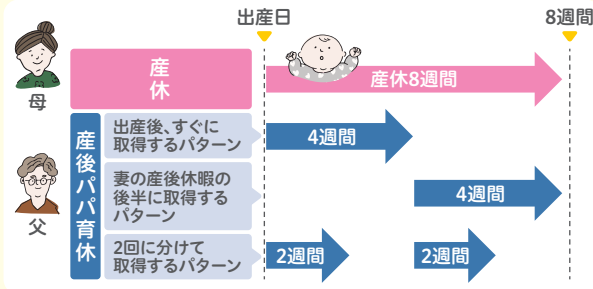 出産日
8週間
母
産
休
産休8週間
父
産後パパ育休
出産後、すぐに
取得するパターン
4週間
妻の産後休暇の
後半に取得する
パターン
4週間
2回に分けて
取得するパターン
2週間
2週間